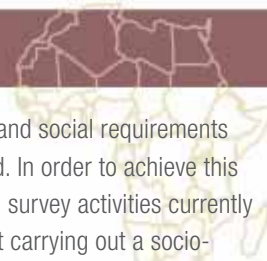 and social requirements
d. In order to achieve this
survey activities currently
t carrying out a socio-